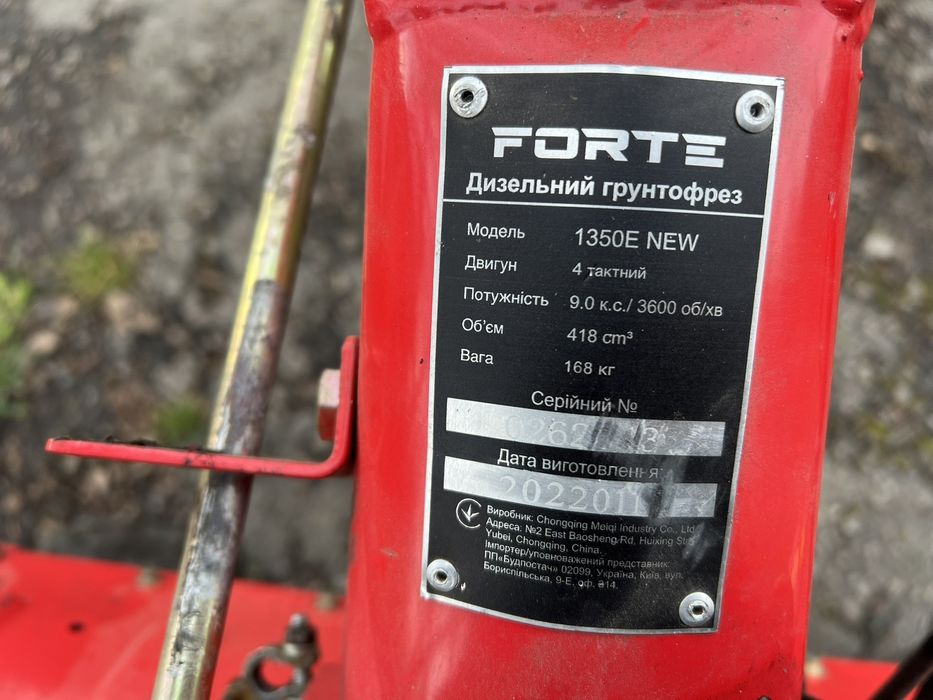 FORTE
Дизельний грунтофрез
Модель 1350E NEW
Двигун 4 тактний
Потужність 9.0 к.с./ 3600 об/хв
Об'єм 418 cm³
Вага 168 кг
Серійний №
Дата виготовлення
Виробник: Chongqing Meiqi Industry Co., Ltd
Адреса: №2 East Baosheng Rd, Huixing
Yubei, Chongqing, China.
Імпортер/уповноважений представник:
ПП«Будпостач» 02099, Україна, Київ, вул.
Бориспільська, 9-Е, оф.